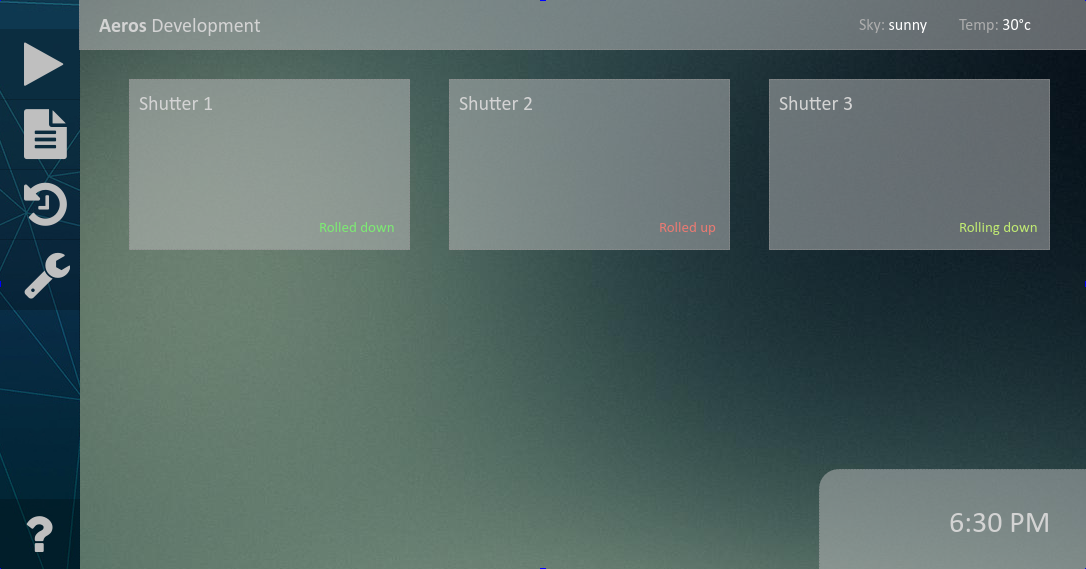 Aeros Development
Sky: sunny
Temp: 30°c
Shutter 1
Shutter 2
Shutter 3
Rolled down
Rolled up
Rolling down
6:30 PM
?